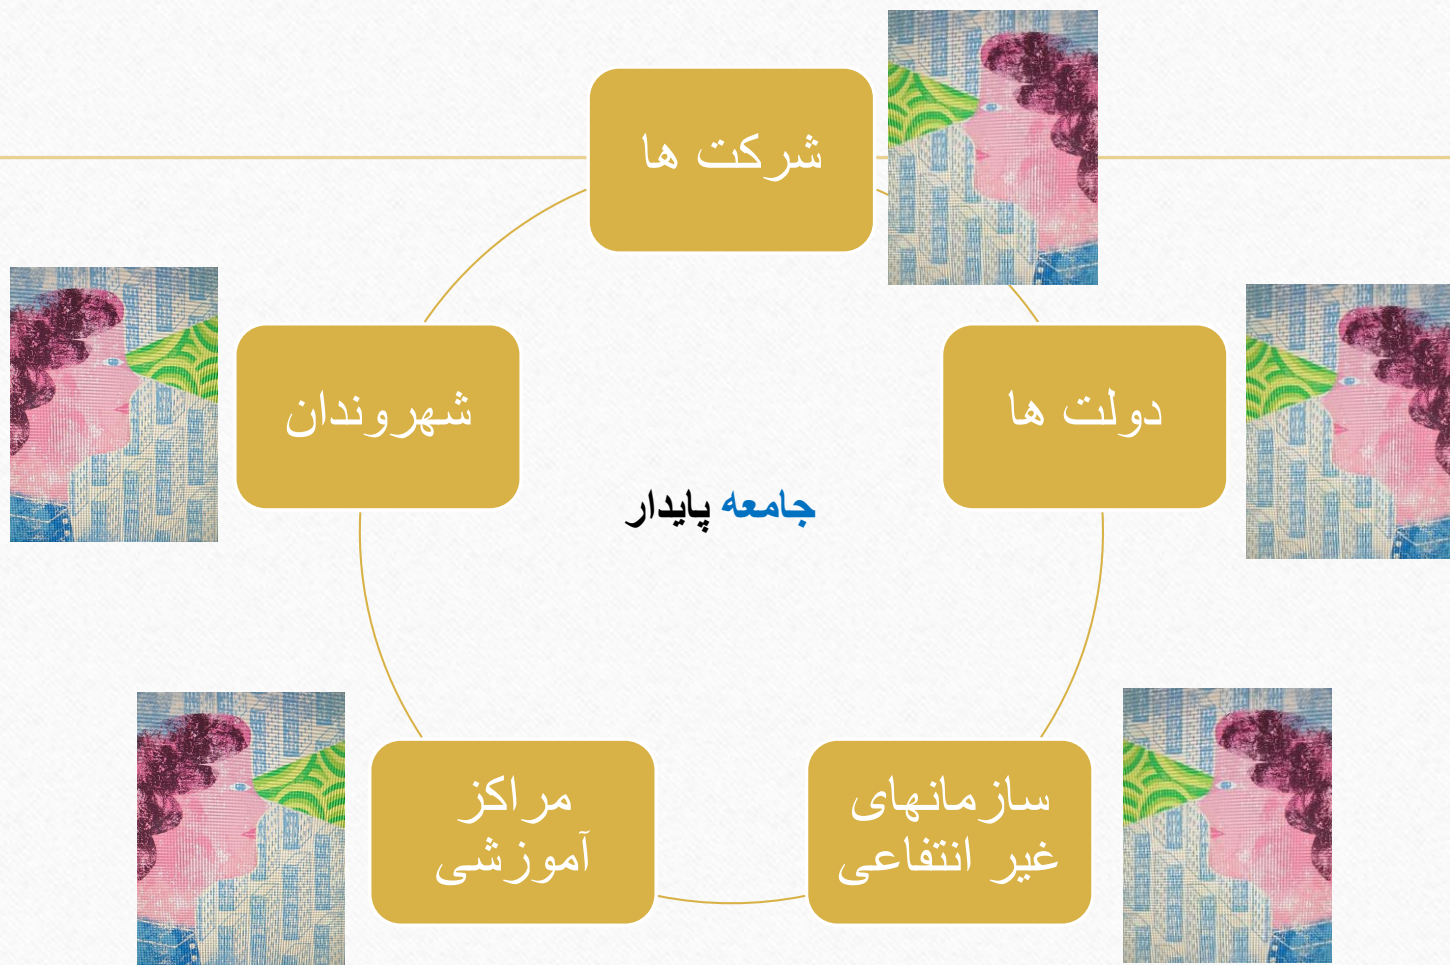 شرکت ها
دولت ها
شهروندان
جامعه پایدار
سازمانهای
غیر انتفاعی
مراکز
آموزشی